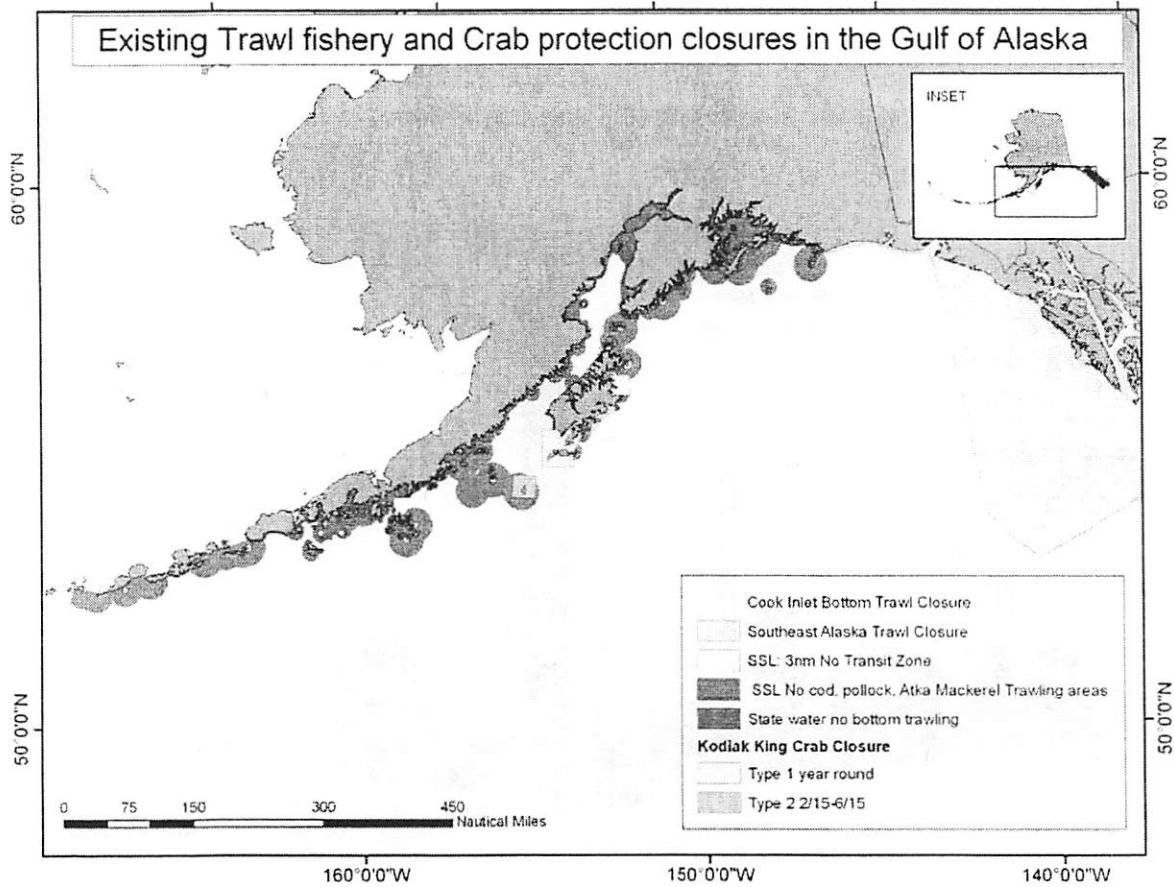 Existing Trawl fishery and Crab protection closures in the Gulf of Alaska
INSET
60°0'0"N
60°0'0"N
4
Cook Inlet Bottom Trawl Closure
Southeast Alaska Trawl Closure
SSL: 3nm No Transit Zone
SSL No cod, pollock, Atka Mackerel Trawling areas
State water no bottom trawling
Kodiak King Crab Closure
Type 1 year round
Type 2 2/15-6/15
50°0'0"N
50°0'0"N
0 75 150 300 450
Nautical Miles
160°0'0"W 150°0'0"W 140°0'0"W